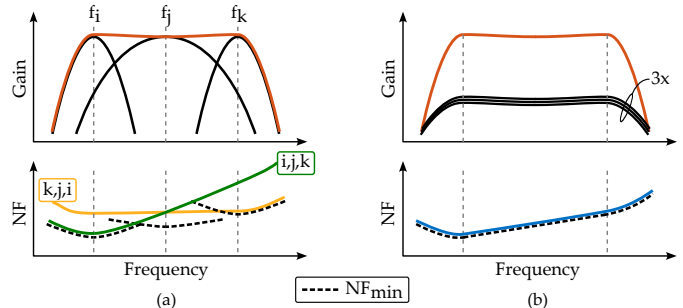 fi
fj
fk
Gain
Gain
3x
k,j,i
i,j,k
NF
NF
Frequency
Frequency
(a)
NFmin
(b)